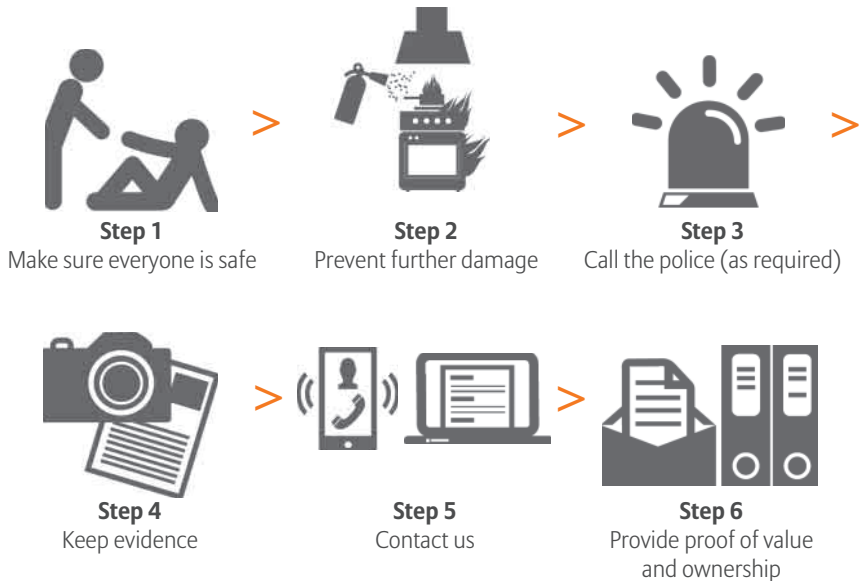 Step 1
Make sure everyone is safe
Step 2
Prevent further damage
Step 3
Call the police (as required)
Step 4
Keep evidence
Step 5
Contact us
Step 6
Provide proof of value
and ownership